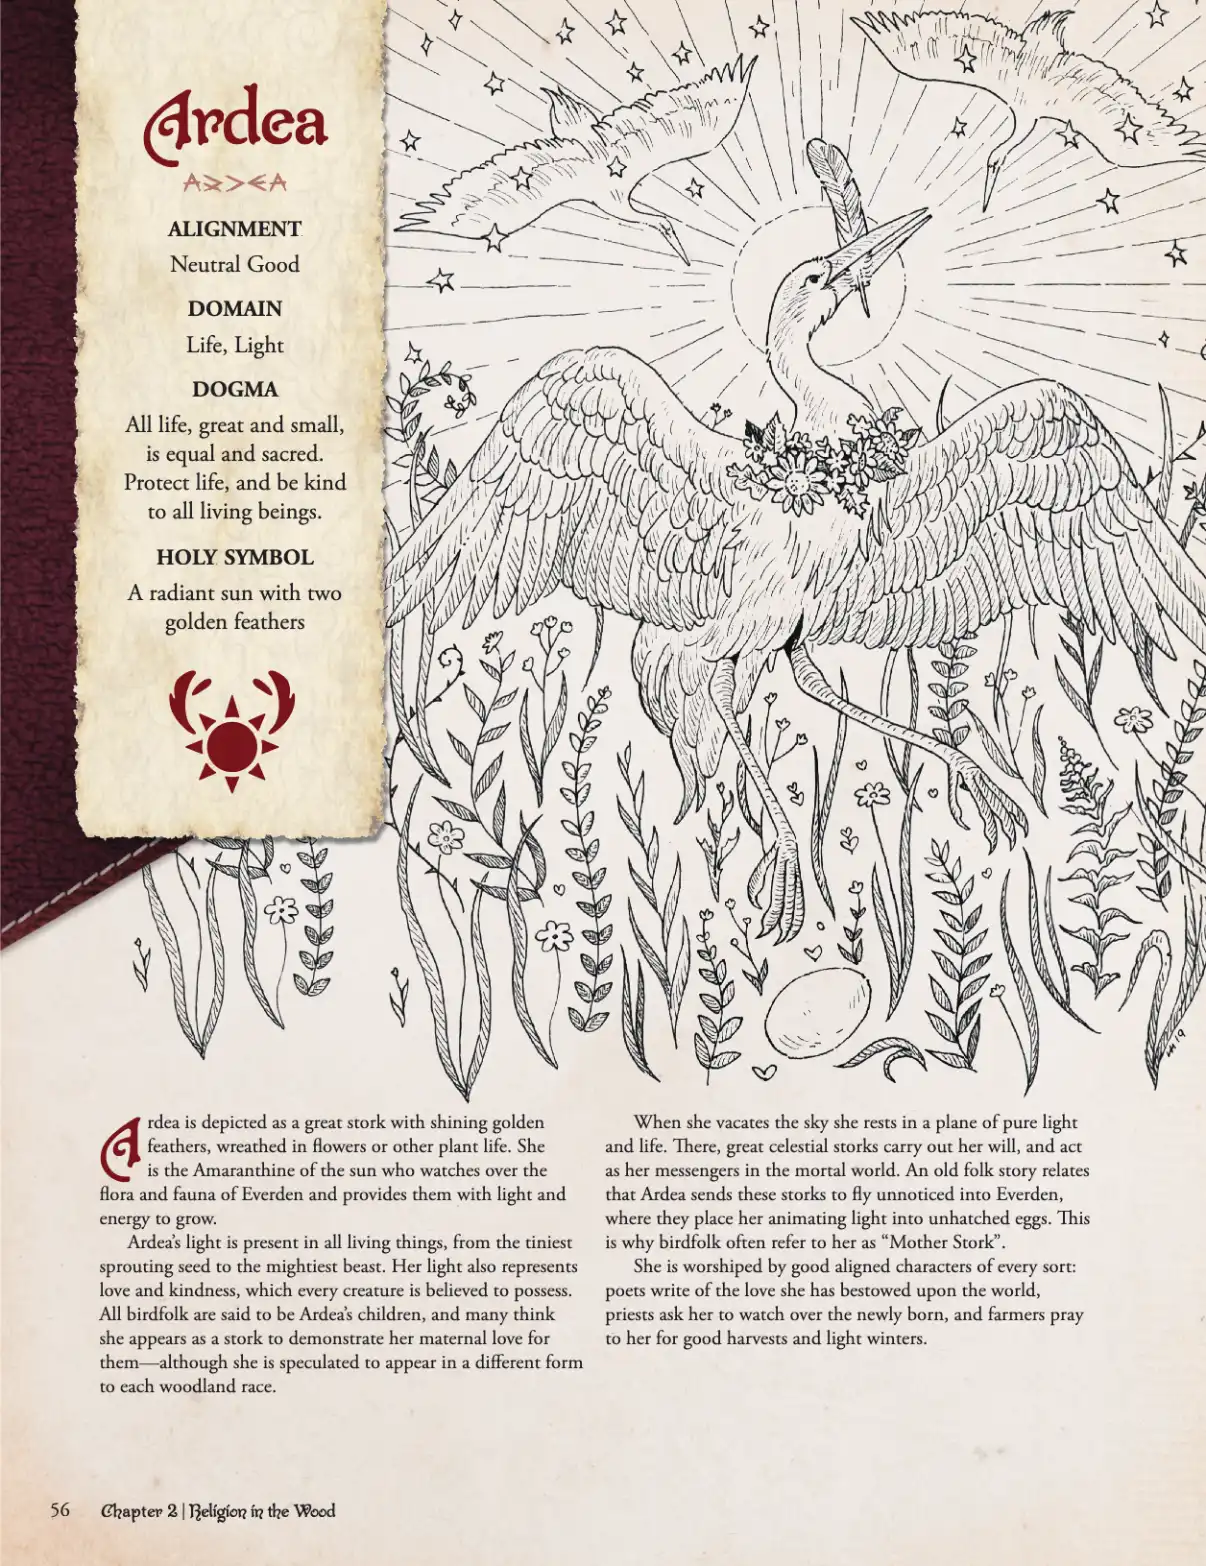 Ardea
ALIGNMENT
Neutral Good
DOMAIN
Life, Light
DOGMA
All life, great and small,
is equal and sacred.
Protect life, and be kind
to all living beings.
HOLY SYMBOL
A radiant sun with two
golden feathers
Ardea is depicted as a great stork with shining golden
feathers, wreathed in flowers or other plant life. She
is the Amaranthine of the sun who watches over the
flora and fauna of Everden and provides them with light and
energy to grow.
Ardea’s light is present in all living things, from the tiniest
sprouting seed to the mightiest beast. Her light also represents
love and kindness, which every creature is believed to possess.
All birdfolk are said to be Ardea’s children, and many think
she appears as a stork to demonstrate her maternal love for
them—although she is speculated to appear in a different form
to each woodland race.
When she vacates the sky she rests in a plane of pure light
and life. There, great celestial storks carry out her will, and act
as her messengers in the mortal world. An old folk story relates
that Ardea sends these storks to fly unnoticed into Everden,
where they place her animating light into unhatched eggs. This
is why birdfolk often refer to her as “Mother Stork”.
She is worshiped by good aligned characters of every sort:
poets write of the love she has bestowed upon the world,
priests ask her to watch over the newly born, and farmers pray
to her for good harvests and light winters.
56 Chapter 2 | Religion in the Wood